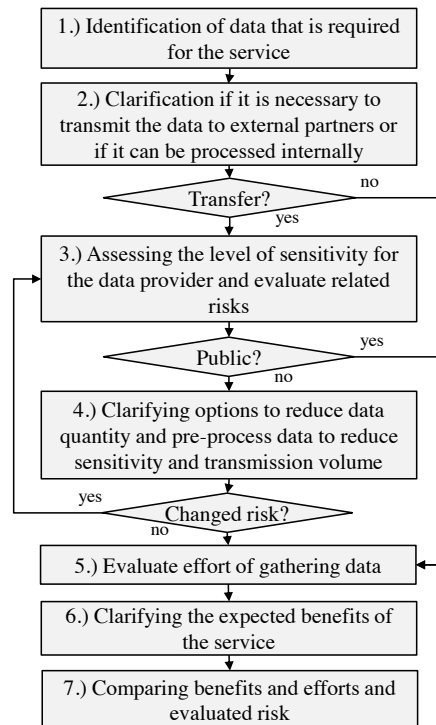 1.) Identification of data that is required
for the service
2.) Clarification if it is necessary to
transmit the data to external partners or
if it can be processed internally
no
Transfer?
yes
3.) Assessing the level of sensitivity for
the data provider and evaluate related
risks
yes
Public?
no
4.) Clarifying options to reduce data
quantity and pre-process data to reduce
sensitivity and transmission volume
yes
Changed risk?
no
5.) Evaluate effort of gathering data
6.) Clarifying the expected benefits of
the service
7.) Comparing benefits and efforts and
evaluated risk